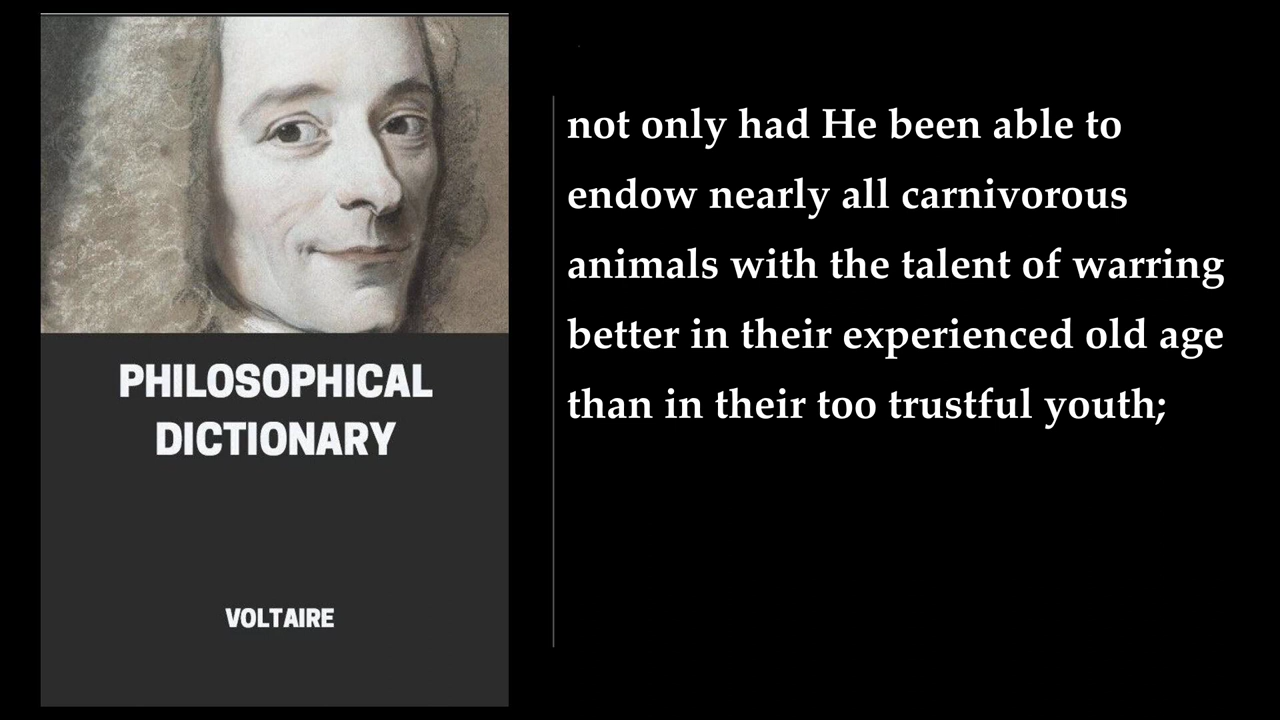 PHILOSOPHICAL
DICTIONARY
VOLTAIRE
not only had He been able to
endow nearly all carnivorous
animals with the talent of warring
better in their experienced old age
than in their too trustful youth;